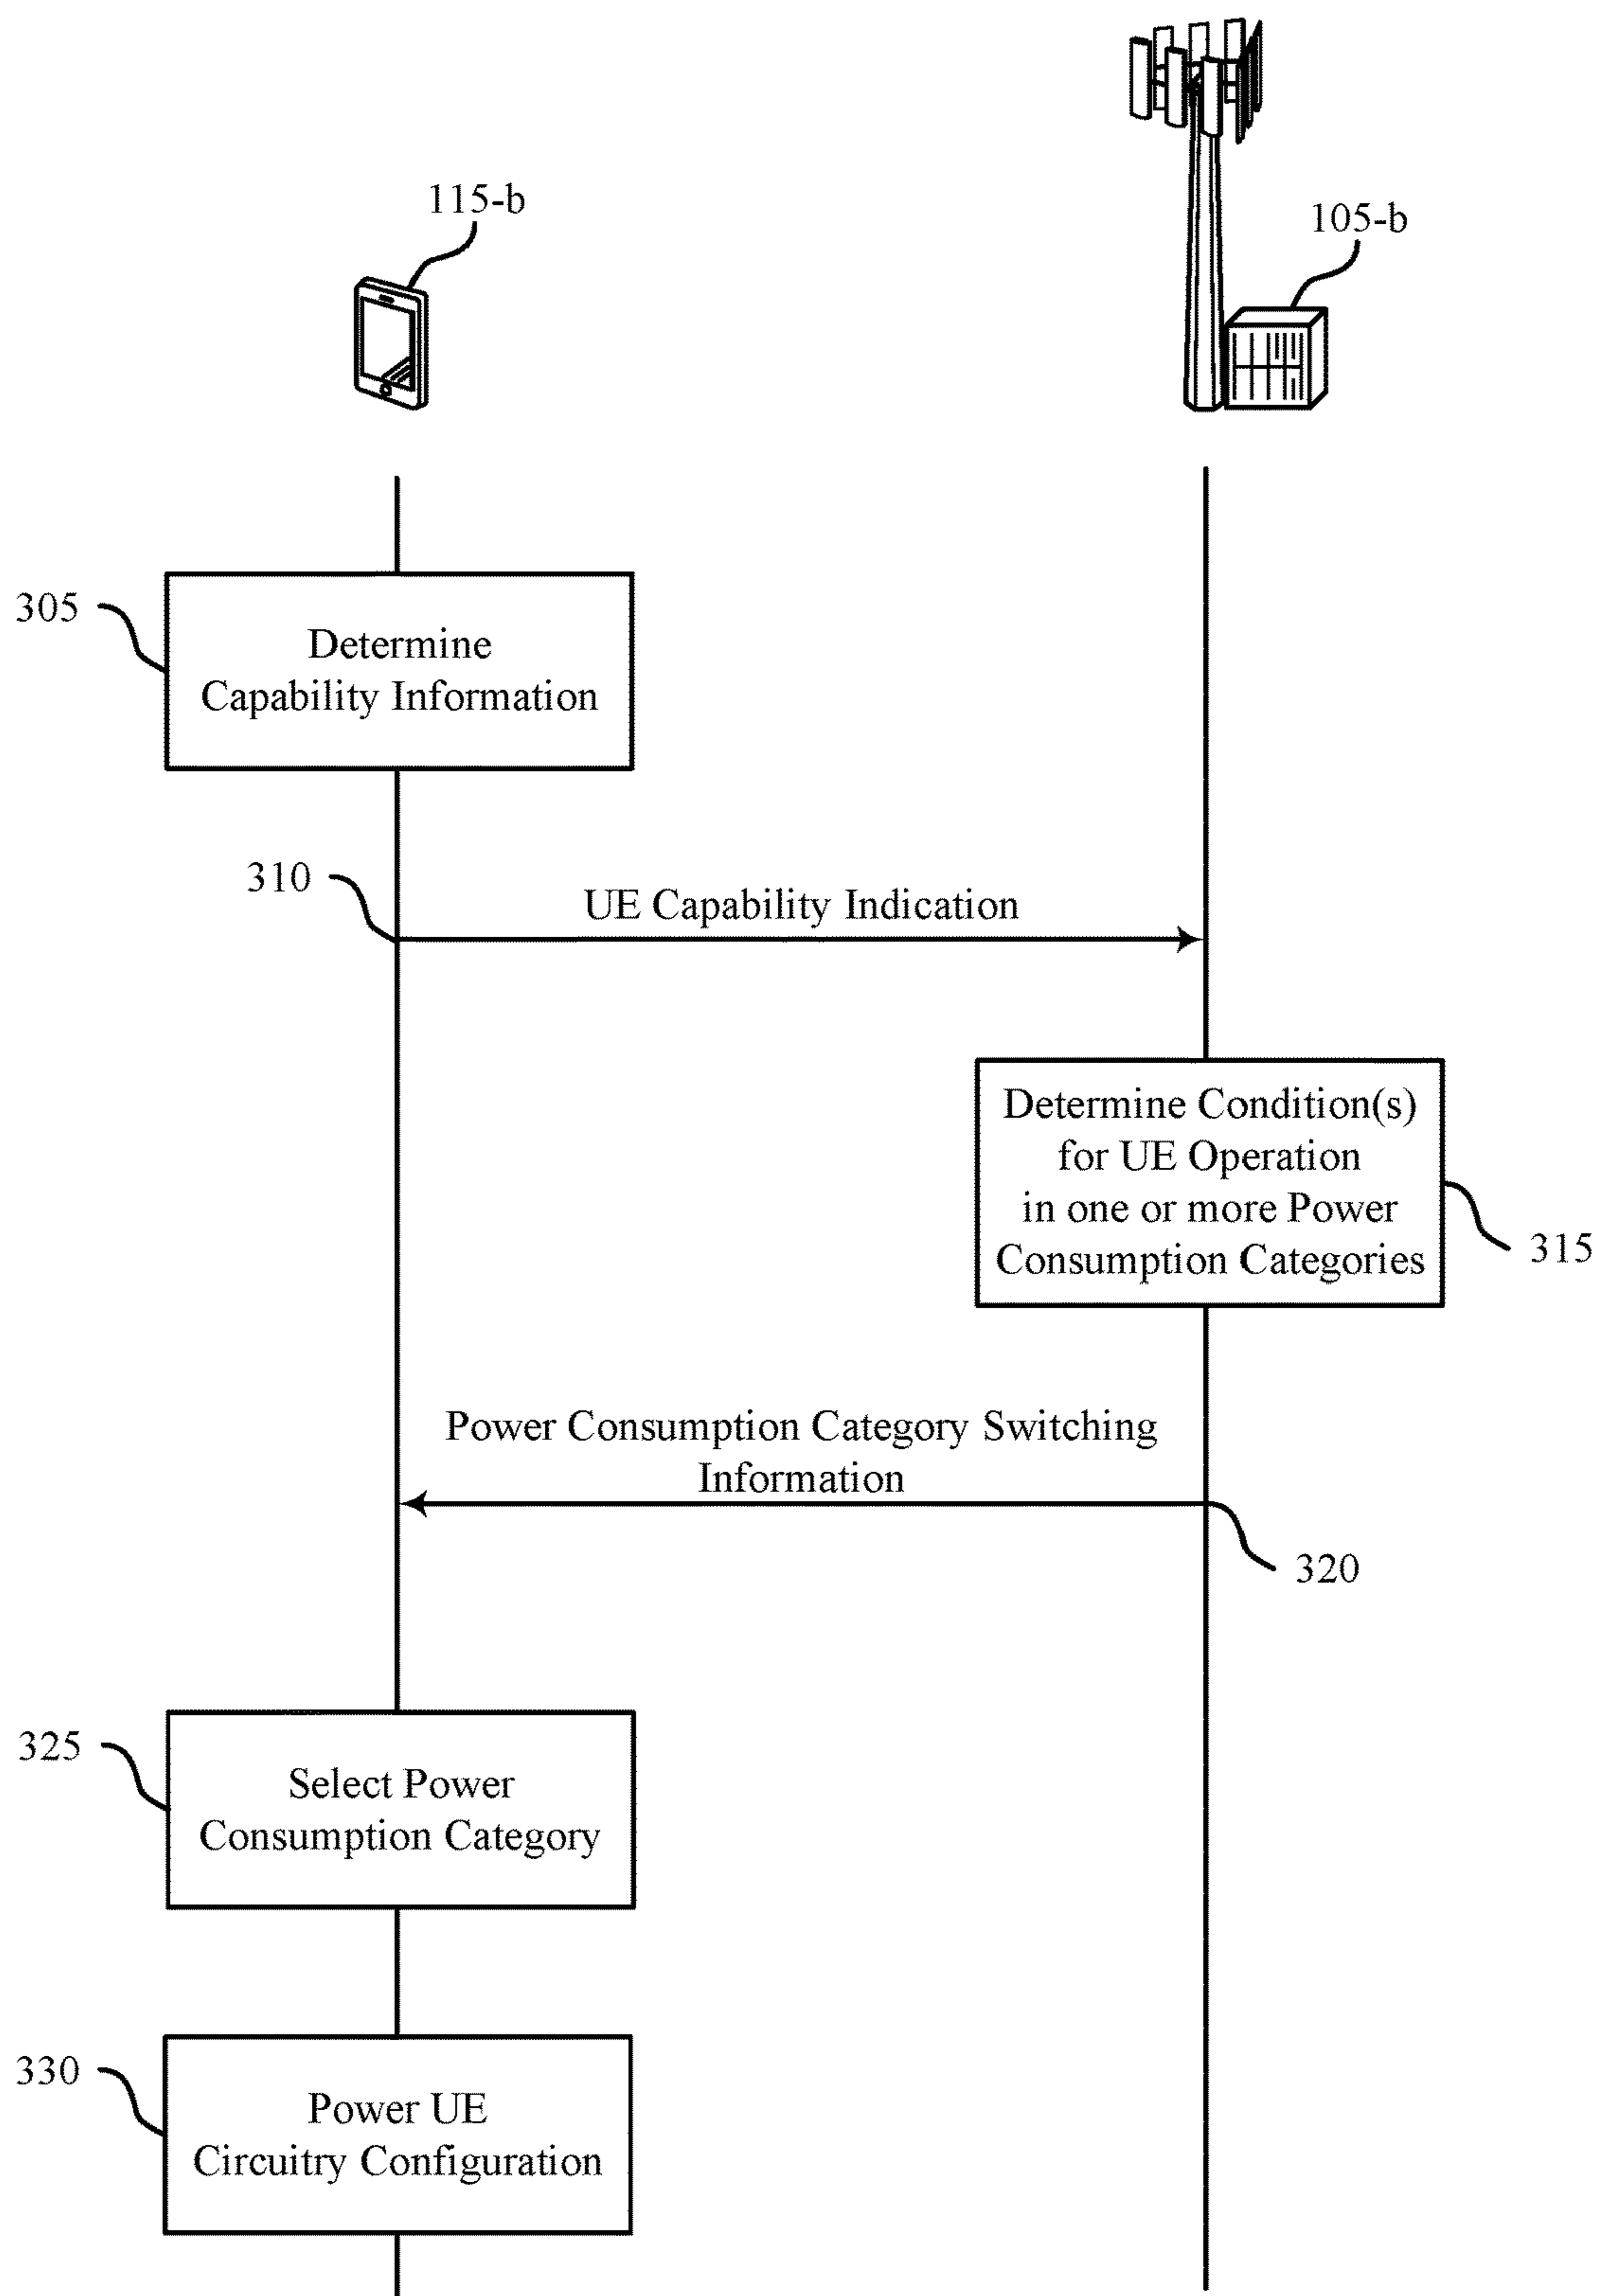 115-b
105-b
305
Determine
Capability Information
310
UE Capability Indication
Determine Condition(s)
for UE Operation
in one or more Power
Consumption Categories
315
Power Consumption Category Switching
Information
320
325
Select Power
Consumption Category
330
Power UE
Circuitry Configuration